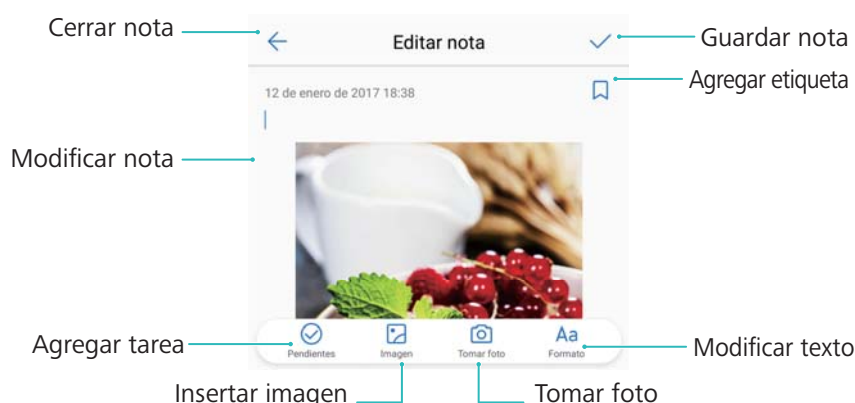 Cerrar nota
Editar nota
Guardar nota
12 de enero de 2017 18:38
Agregar etiqueta
Modificar nota
Agregar tarea
Pendientes
Imagen
Tomar foto
Aa
Formato
Modificar texto
Insertar imagen
Tomar foto